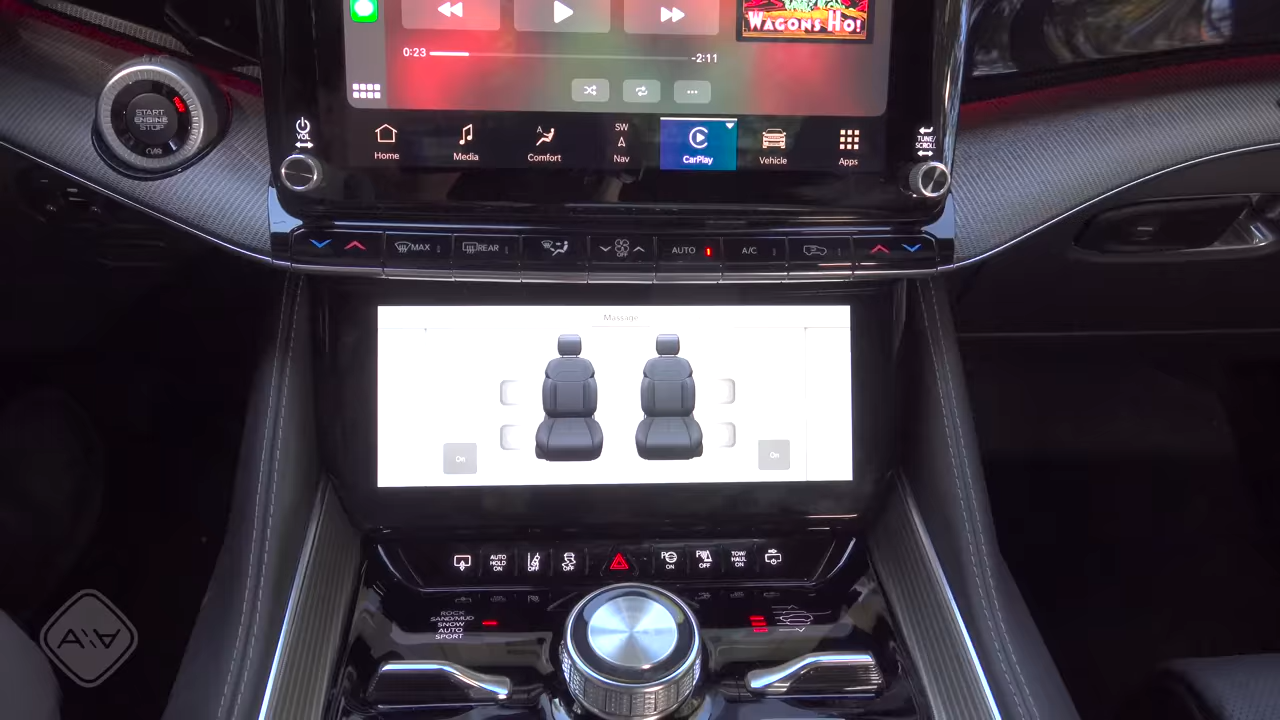 WAGONS HO!
0:23
-2:11
START
ENGINE
STOP
RUN
VOL
Home
Media
A
Comfort
SW
Nav
CarPlay
Vehicle
Apps
TUNE/
SCROLL
MAX
REAR
OFF
AUTO
A/C
Massage
On
On
AUTO
HOLD
ON
OFF
OFF
P
ON
P
OFF
TOW/
HAUL
ON
ROCK
SAND/MUD
SNOW
AUTO
SPORT